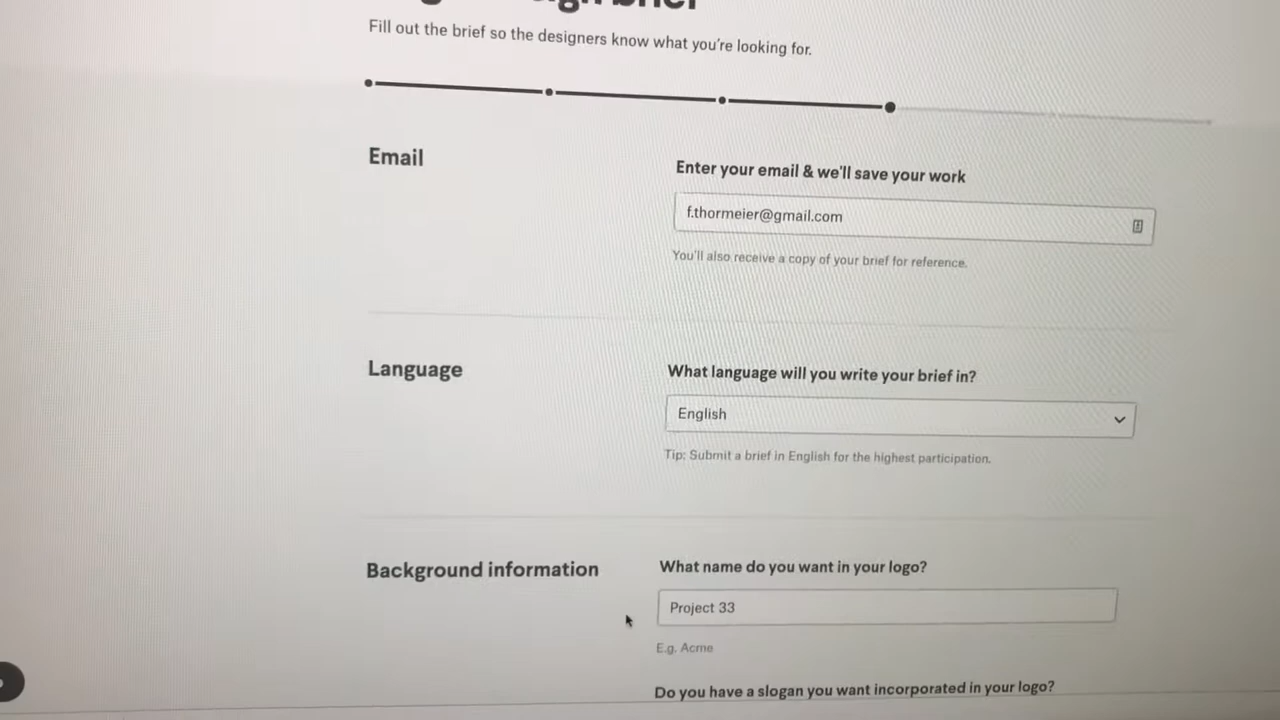 Fill out the brief so the designers know what you're looking for.
Email
Enter your email & we'll save your work
f.thormeier@gmail.com
You'll also receive a copy of your brief for reference.
Language
What language will you write your brief in?
English
Tip: Submit a brief in English for the highest participation.
Background information
What name do you want in your logo?
Project 33
E.g. Acme
Do you have a slogan you want incorporated in your logo?